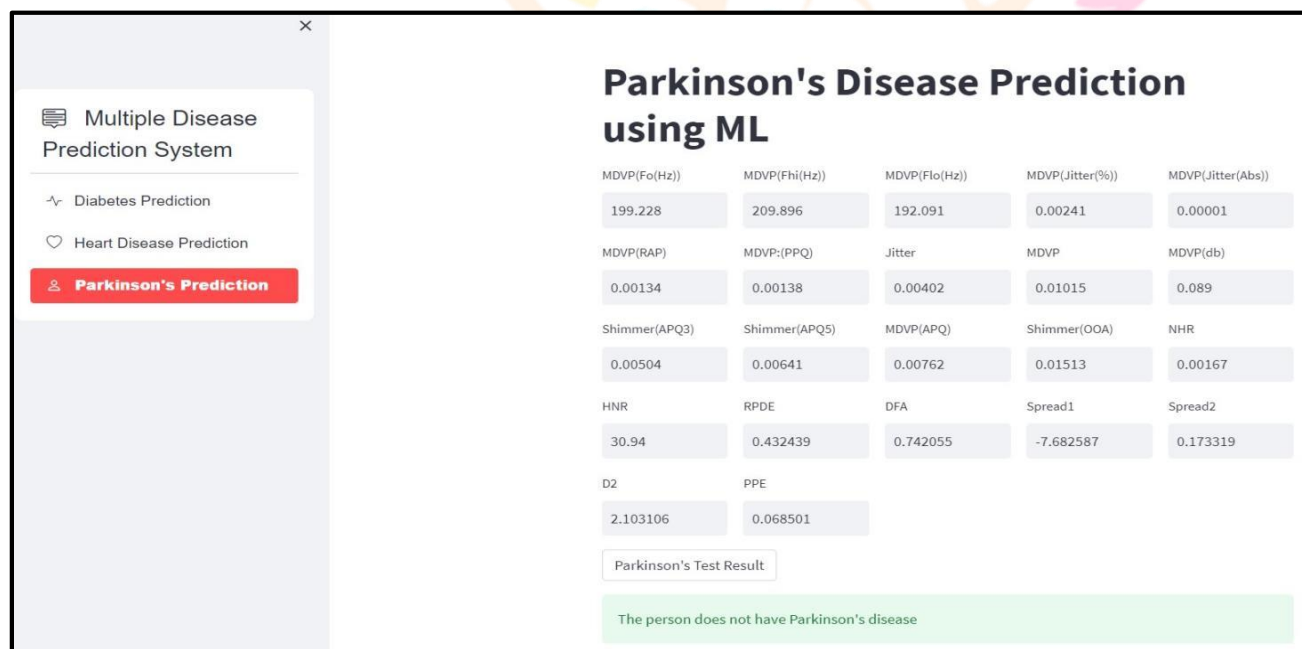 ×
Multiple Disease
Prediction System
Diabetes Prediction
Heart Disease Prediction
Parkinson's Prediction
Parkinson's Disease Prediction
using ML
MDVP(Fo(Hz)) MDVP(Fhi(Hz)) MDVP(Flo(Hz)) MDVP(Jitter(%)) MDVP(Jitter(Abs))
199.228 209.896 192.091 0.00241 0.00001
MDVP(RAP) MDVP:(PPQ) Jitter MDVP MDVP(db)
0.00134 0.00138 0.00402 0.01015 0.089
Shimmer(APQ3) Shimmer(APQ5) MDVP(APQ) Shimmer(OOA) NHR
0.00504 0.00641 0.00762 0.01513 0.00167
HNR RPDE DFA Spread1 Spread2
30.94 0.432439 0.742055 -7.682587 0.173319
D2 PPE
2.103106 0.068501
Parkinson's Test Result
The person does not have Parkinson's disease